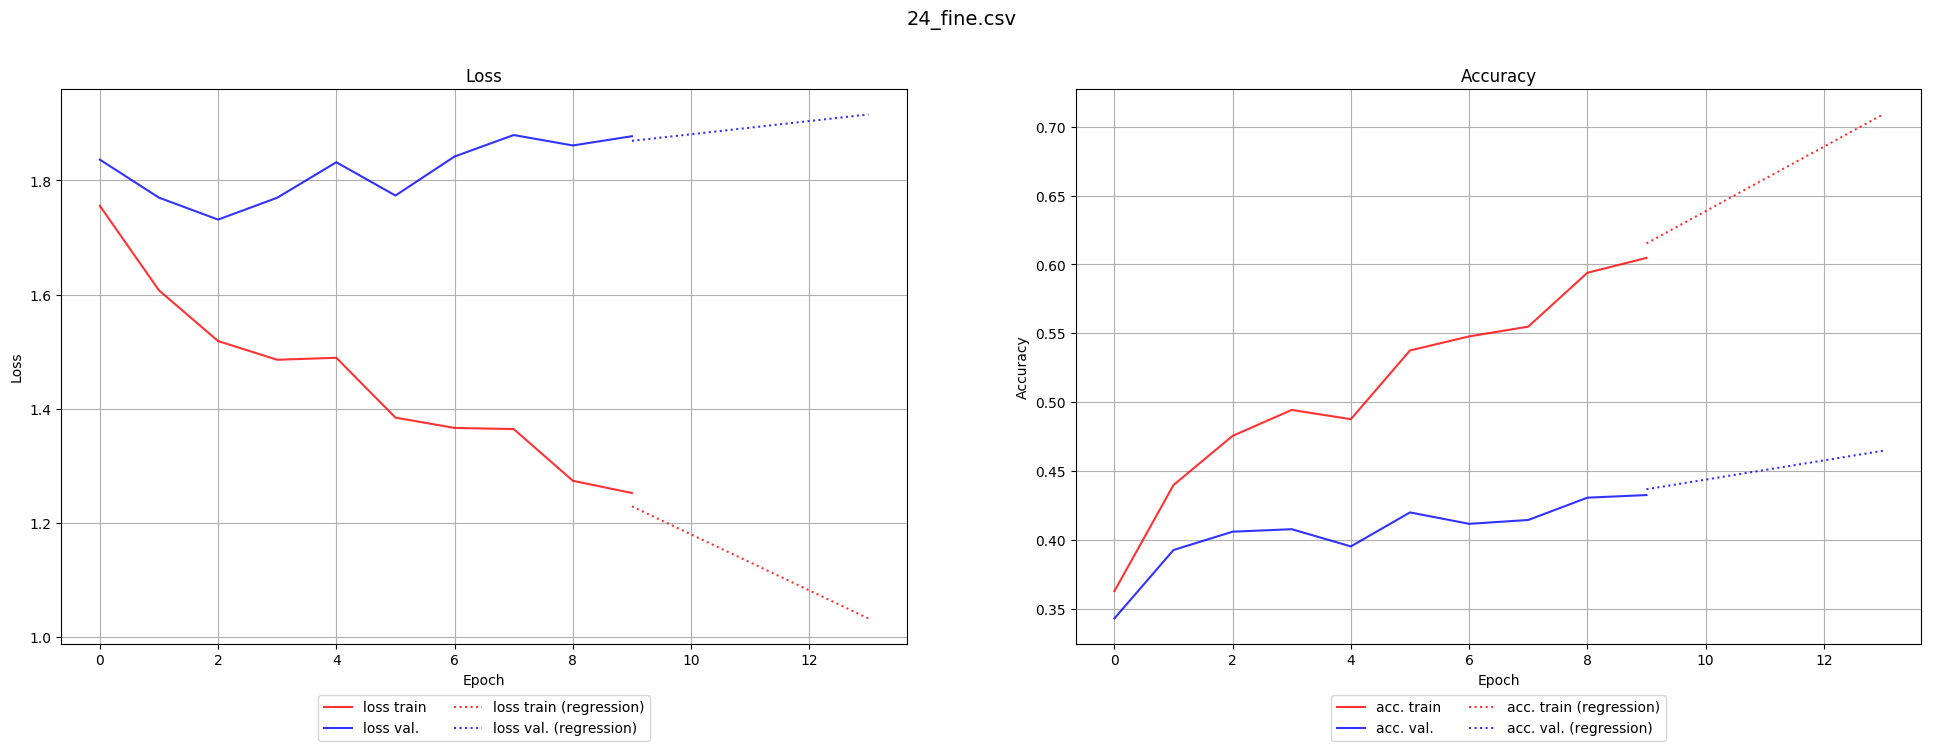 24_fine.csv
Loss
Loss
1.8
1.6
1.4
1.2
1.0
0 2 4 6 8 10 12
Epoch
loss train
loss val.
loss train (regression)
loss val. (regression)
Accuracy
Accuracy
0.70
0.65
0.60
0.55
0.50
0.45
0.40
0.35
0 2 4 6 8 10 12
Epoch
acc. train
acc. val.
acc. train (regression)
acc. val. (regression)